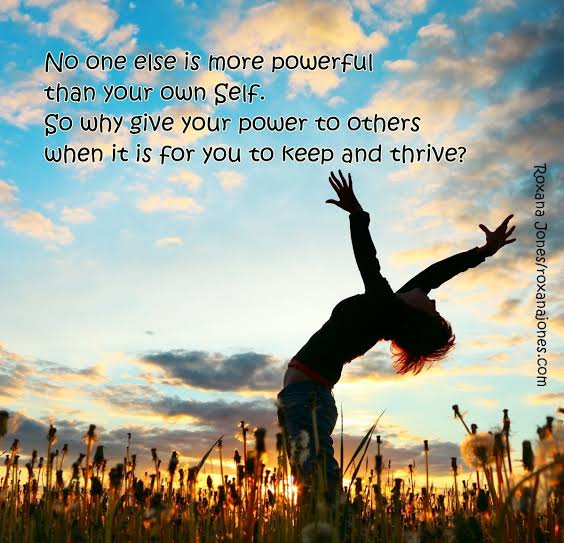 No one else is more powerful
than your own Self.
So why give your power to others
when it is for you to keep and thrive?
Roxana Jones/roxanajones.com